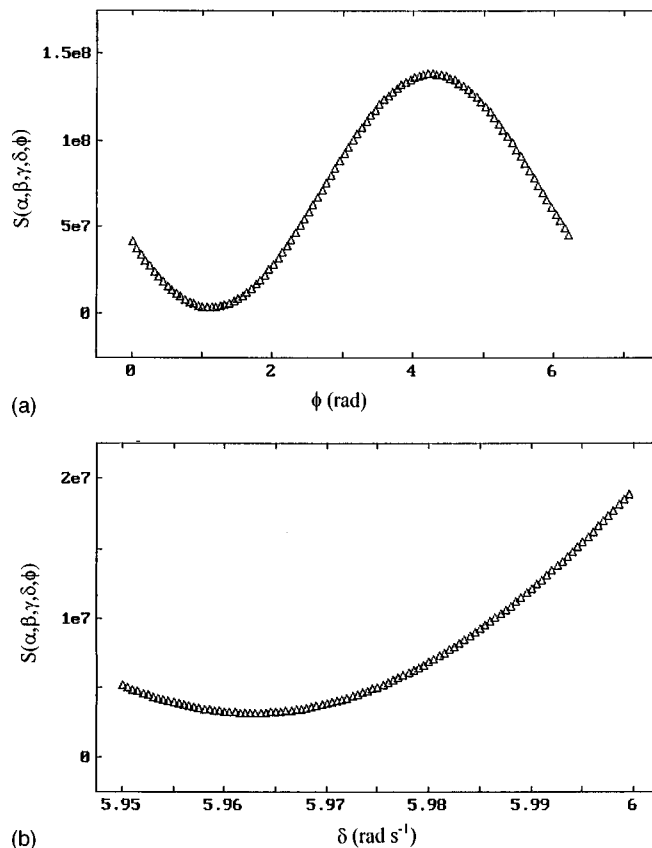 1.5e8
1e8
5e7
0
S(α,β,γ,δ,φ)
0 2 4 6
(a)
φ (rad)
2e7
1e7
0
S(α,β,γ,δ,φ)
5.95 5.96 5.97 5.98 5.99 6
(b)
δ (rad s⁻¹)